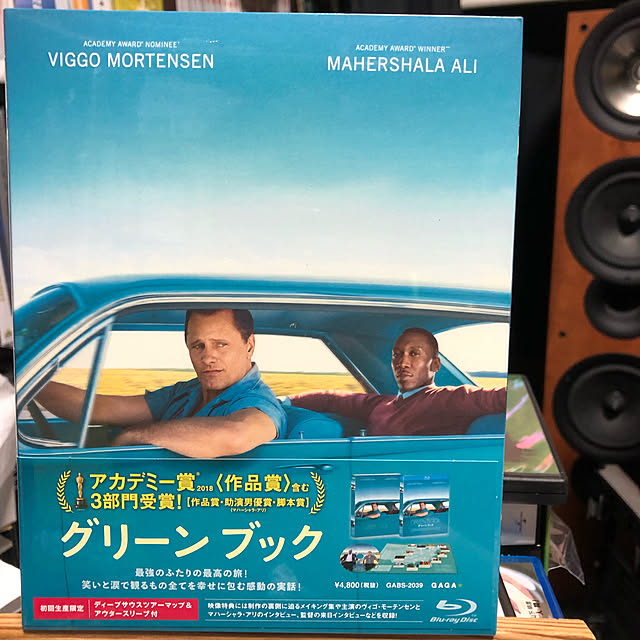 ACADEMY AWARD® NOMINEE
VIGGO MORTENSEN
ACADEMY AWARD® WINNER
MAHERSHALA ALI
アカデミー賞® 2018〈作品賞〉含む
3部門受賞!【作品賞・助演男優賞・脚本賞】
(マハーシャラ・アリ)
グリーン ブック
最強のふたりの最高の旅!
笑いと涙で観るもの全てを幸せに包む感動の実話!
¥4,800(税抜) GABS-2039 GAGA★
初回生産限定
ディープサウスツアーマップ&
アウタースリーブ付
映像特典には制作の裏側に迫るメイキング集や主演のヴィゴ・モーテンセンと
マハーシャラ・アリのインタビュー、監督の来日インタビューなどを収録!
Blu-ray Disc